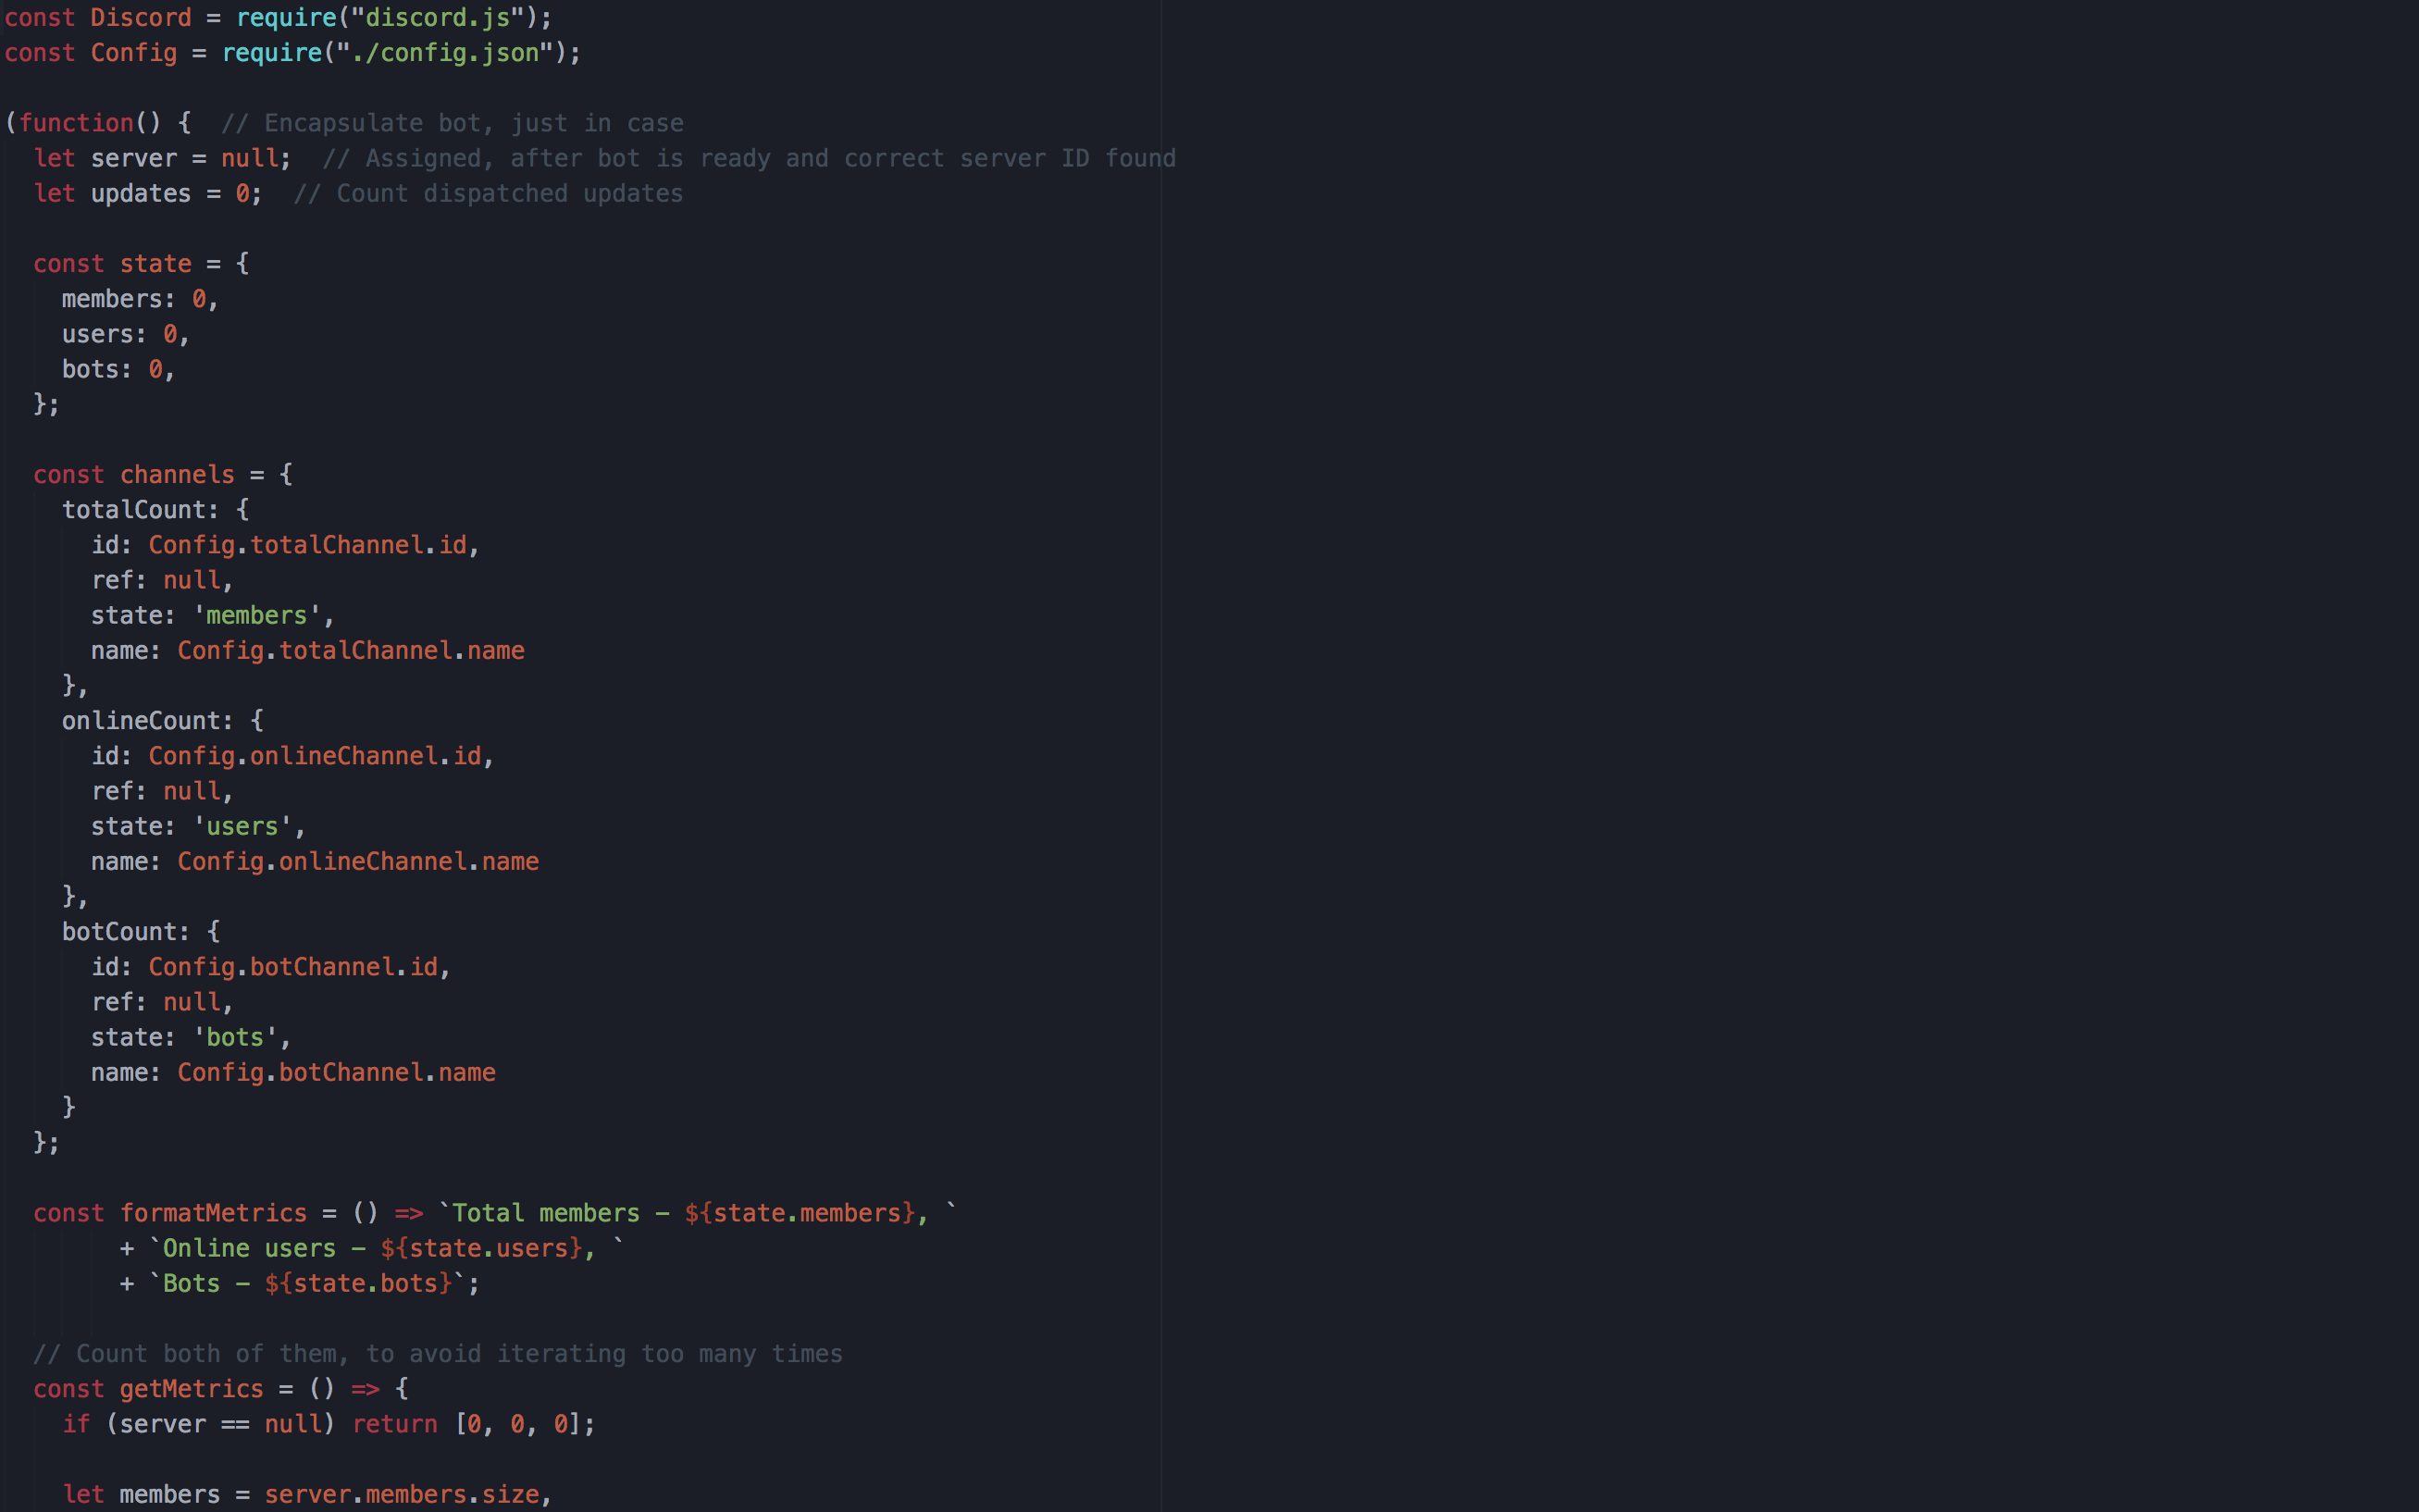 const Discord = require("discord.js");
const Config = require("./config.json");

(function() {  // Encapsulate bot, just in case
  let server = null;  // Assigned, after bot is ready and correct server ID found
  let updates = 0;  // Count dispatched updates

  const state = {
    members: 0,
    users: 0,
    bots: 0,
  };

  const channels = {
    totalCount: {
      id: Config.totalChannel.id,
      ref: null,
      state: 'members',
      name: Config.totalChannel.name
    },
    onlineCount: {
      id: Config.onlineChannel.id,
      ref: null,
      state: 'users',
      name: Config.onlineChannel.name
    },
    botCount: {
      id: Config.botChannel.id,
      ref: null,
      state: 'bots',
      name: Config.botChannel.name
    }
  };

  const formatMetrics = () => `Total members – ${state.members}, `
        + `Online users – ${state.users}, `
        + `Bots – ${state.bots}`;

  // Count both of them, to avoid iterating too many times
  const getMetrics = () => {
    if (server == null) return [0, 0, 0];

    let members = server.members.size,